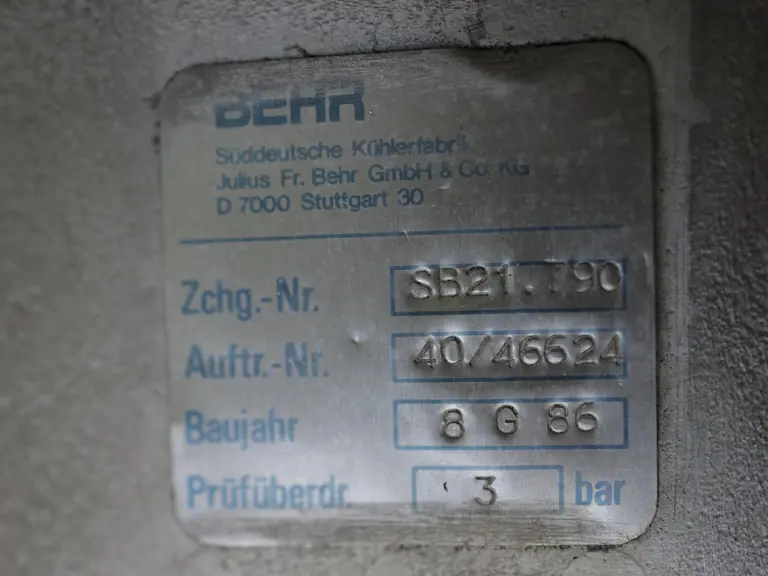 BEHR
Süddeutsche Kühlerfabrik
Julius Fr. Behr GmbH & Co KG
D 7000 Stuttgart 30
Zchg.-Nr. SB21.790
Auftr.-Nr. 40/46624
Baujahr 8 G 86
Prüfüberdr. 3 bar